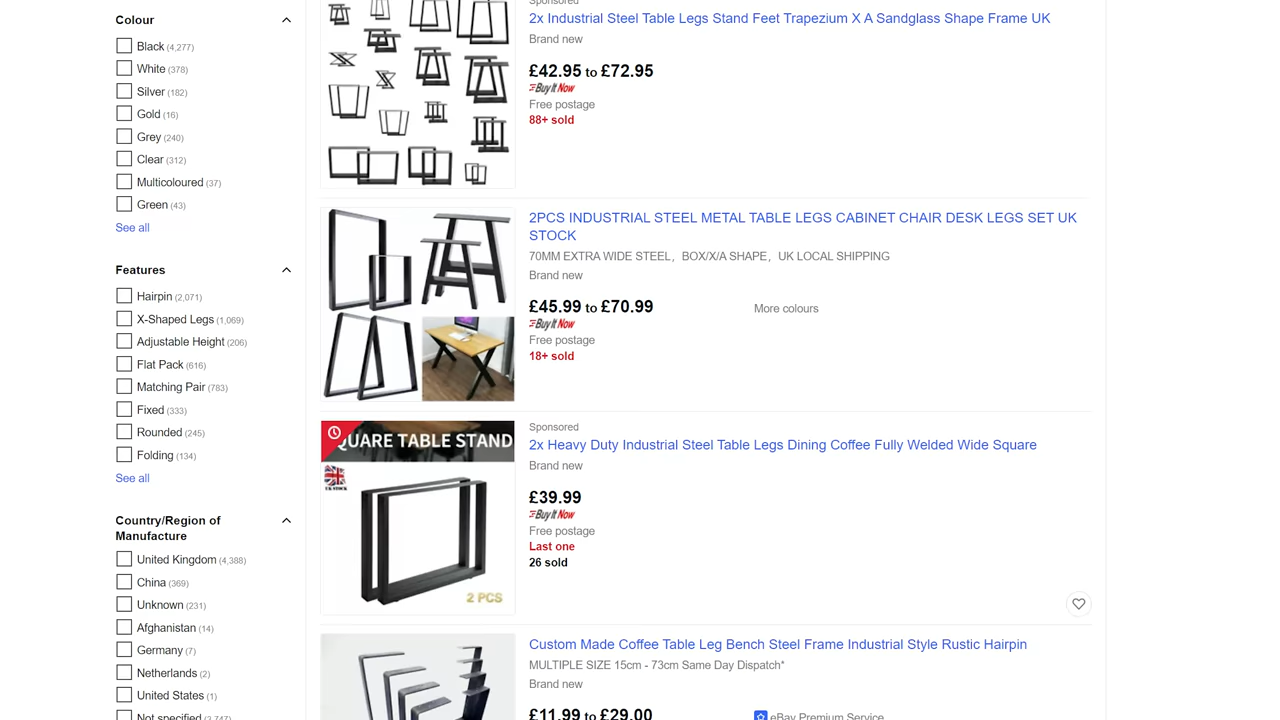 Colour
Black (4,277)
White (378)
Silver (182)
Gold (16)
Grey (240)
Clear (312)
Multicoloured (37)
Green (43)
See all
Features
Hairpin (2,071)
X-Shaped Legs (1,069)
Adjustable Height (206)
Flat Pack (616)
Matching Pair (783)
Fixed (333)
Rounded (245)
Folding (134)
See all
Country/Region of
Manufacture
United Kingdom (4,388)
China (369)
Unknown (231)
Afghanistan (14)
Germany (7)
Netherlands (2)
United States (1)
Not specified (3,747)
Sponsored
2x Industrial Steel Table Legs Stand Feet Trapezium X A Sandglass Shape Frame UK
Brand new
£42.95 to £72.95
Buy It Now
Free postage
88+ sold
2PCS INDUSTRIAL STEEL METAL TABLE LEGS CABINET CHAIR DESK LEGS SET UK
STOCK
70MM EXTRA WIDE STEEL，BOX/X/A SHAPE，UK LOCAL SHIPPING
Brand new
£45.99 to £70.99
More colours
Buy It Now
Free postage
18+ sold
QUARE TABLE STAND
UK STOCK
2 PCS
Sponsored
2x Heavy Duty Industrial Steel Table Legs Dining Coffee Fully Welded Wide Square
Brand new
£39.99
Buy It Now
Free postage
Last one
26 sold
Custom Made Coffee Table Leg Bench Steel Frame Industrial Style Rustic Hairpin
MULTIPLE SIZE 15cm - 73cm Same Day Dispatch*
Brand new
£11.99 to £29.00
eBay Premium Service